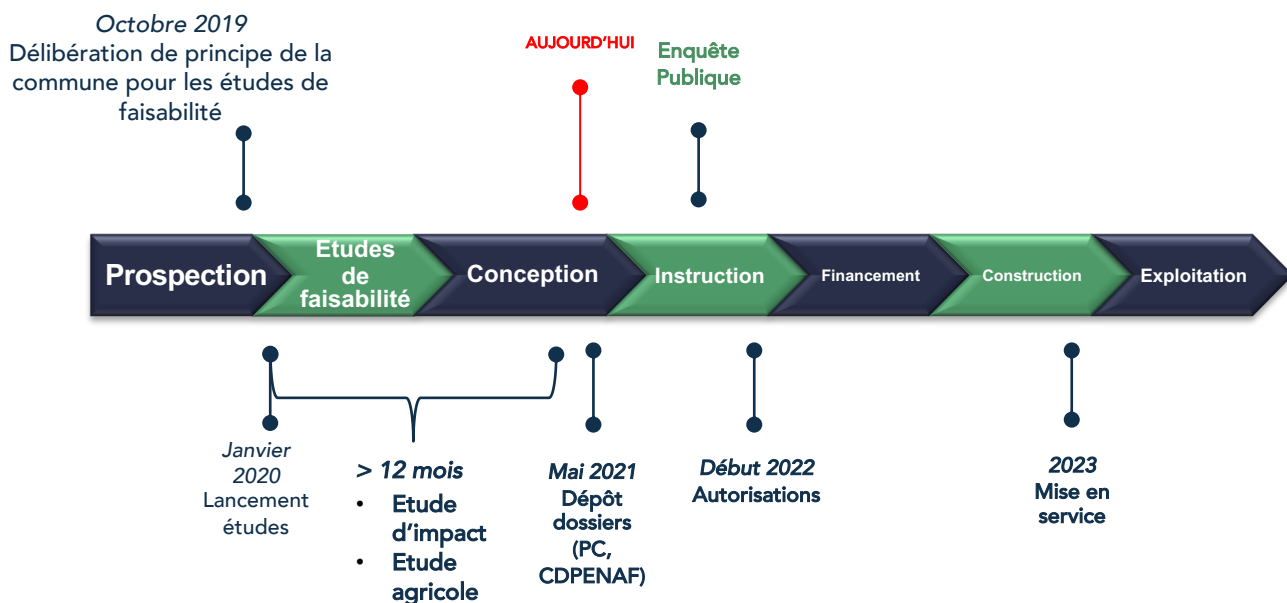 Octobre 2019
Délibération de principe de la
commune pour les études de
faisabilité
AUJOURD'HUI
Enquête
Publique
Prospection
Etudes
de
faisabilité
Conception
Instruction
Financement
Construction
Exploitation
Janvier
2020
Lancement
études
> 12 mois
• Etude
d'impact
• Etude
agricole
Mai 2021
Dépôt
dossiers
(PC,
CDPENAF)
Début 2022
Autorisations
2023
Mise en
service